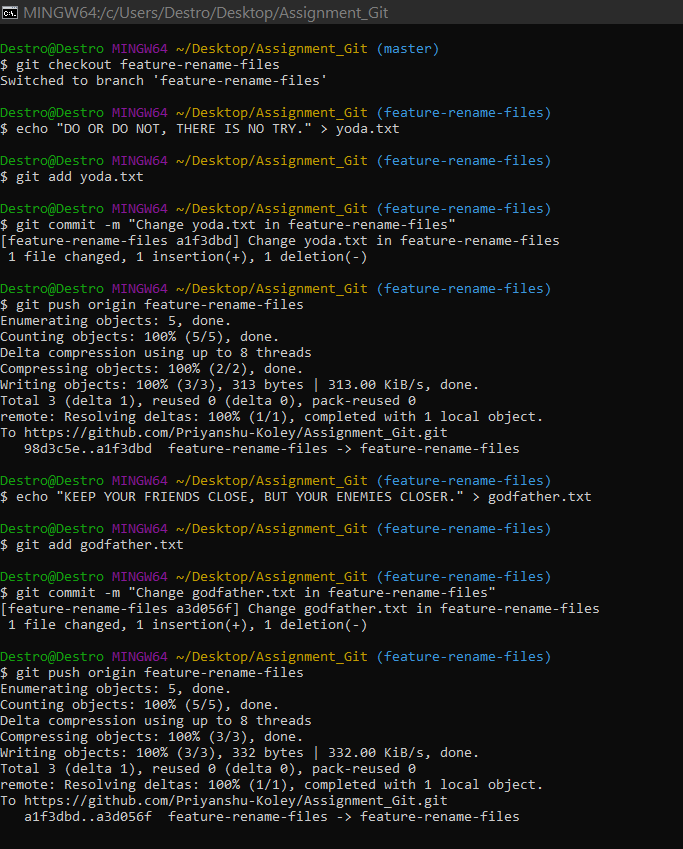 MINGW64:/c/Users/Destro/Desktop/Assignment_Git
Destro@Destro MINGW64 ~/Desktop/Assignment_Git (master)
$ git checkout feature-rename-files
Switched to branch 'feature-rename-files'
Destro@Destro MINGW64 ~/Desktop/Assignment_Git (feature-rename-files)
$ echo "DO OR DO NOT, THERE IS NO TRY." > yoda.txt
Destro@Destro MINGW64 ~/Desktop/Assignment_Git (feature-rename-files)
$ git add yoda.txt
Destro@Destro MINGW64 ~/Desktop/Assignment_Git (feature-rename-files)
$ git commit -m "Change yoda.txt in feature-rename-files"
[feature-rename-files a1f3dbd] Change yoda.txt in feature-rename-files
1 file changed, 1 insertion(+), 1 deletion(-)
Destro@Destro MINGW64 ~/Desktop/Assignment_Git (feature-rename-files)
$ git push origin feature-rename-files
Enumerating objects: 5, done.
Counting objects: 100% (5/5), done.
Delta compression using up to 8 threads
Compressing objects: 100% (2/2), done.
Writing objects: 100% (3/3), 313 bytes | 313.00 KiB/s, done.
Total 3 (delta 1), reused 0 (delta 0), pack-reused 0
remote: Resolving deltas: 100% (1/1), completed with 1 local object.
To https://github.com/Priyanshu-Koley/Assignment_Git.git
98d3c5e..a1f3dbd  feature-rename-files -> feature-rename-files
Destro@Destro MINGW64 ~/Desktop/Assignment_Git (feature-rename-files)
$ echo "KEEP YOUR FRIENDS CLOSE, BUT YOUR ENEMIES CLOSER." > godfather.txt
Destro@Destro MINGW64 ~/Desktop/Assignment_Git (feature-rename-files)
$ git add godfather.txt
Destro@Destro MINGW64 ~/Desktop/Assignment_Git (feature-rename-files)
$ git commit -m "Change godfather.txt in feature-rename-files"
[feature-rename-files a3d056f] Change godfather.txt in feature-rename-files
1 file changed, 1 insertion(+), 1 deletion(-)
Destro@Destro MINGW64 ~/Desktop/Assignment_Git (feature-rename-files)
$ git push origin feature-rename-files
Enumerating objects: 5, done.
Counting objects: 100% (5/5), done.
Delta compression using up to 8 threads
Compressing objects: 100% (3/3), done.
Writing objects: 100% (3/3), 332 bytes | 332.00 KiB/s, done.
Total 3 (delta 1), reused 0 (delta 0), pack-reused 0
remote: Resolving deltas: 100% (1/1), completed with 1 local object.
To https://github.com/Priyanshu-Koley/Assignment_Git.git
a1f3dbd..a3d056f  feature-rename-files -> feature-rename-files